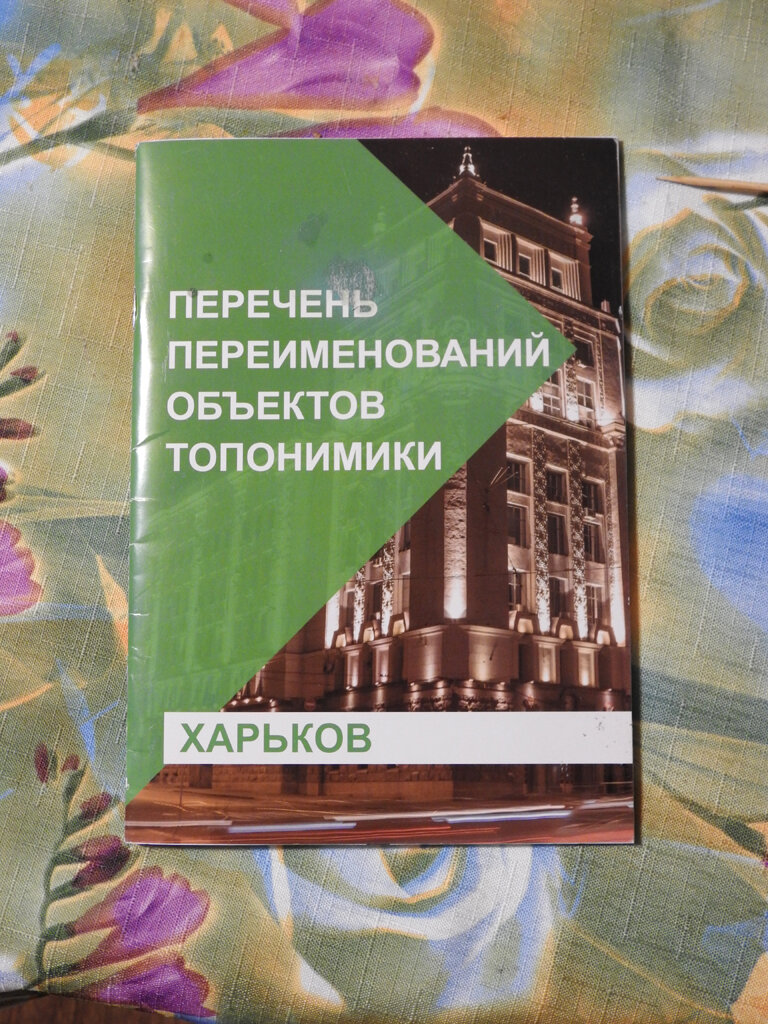 ПЕРЕЧЕНЬ
ПЕРЕИМЕНОВАНИЙ
ОБЪЕКТОВ
ТОПОНИМИКИ
ХАРЬКОВ